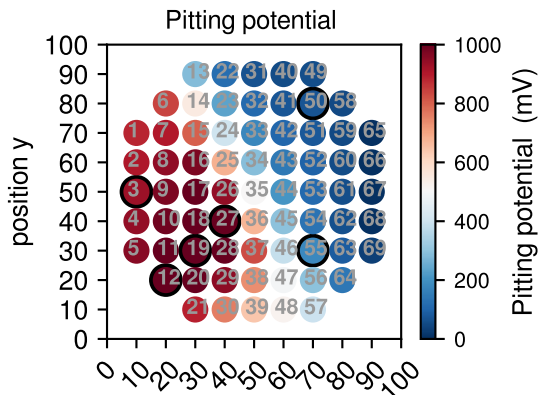 Pitting potential
100
90
80
70
60
50
40
30
20
10
0
position y
13 22 31 40 49
6 14 23 32 41 50 58
1 7 15 24 33 42 51 59 65
2 8 16 25 34 43 52 60 66
3 9 17 26 35 44 53 61 67
4 10 18 27 36 45 54 62 68
5 11 19 28 37 46 55 63 69
12 20 29 38 47 56 64
21 30 39 48 57
0 10 20 30 40 50 60 70 80 90 100
1000
800
600
400
200
0
Pitting potential (mV)